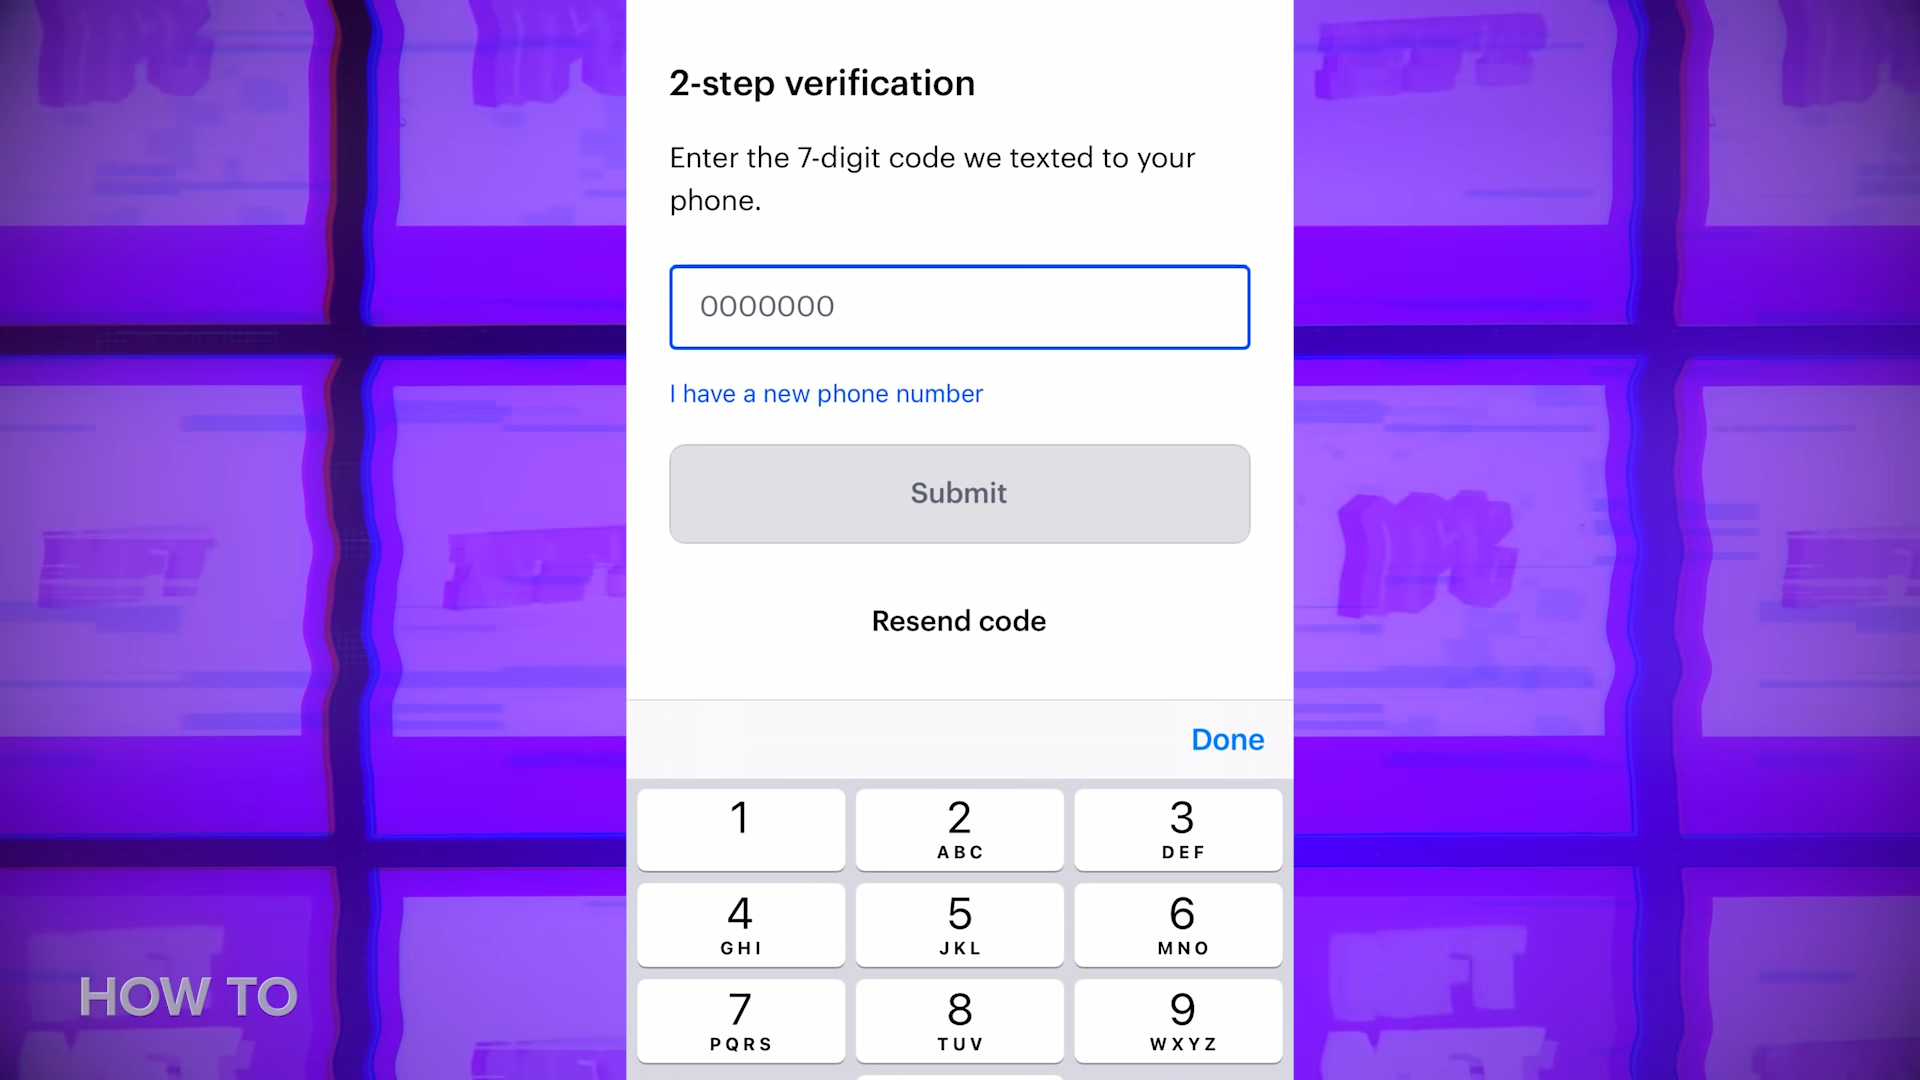 2-step verification
Enter the 7-digit code we texted to your
phone.
0000000
I have a new phone number
Submit
Resend code
Done
1
2
ABC
3
DEF
4
GHI
5
JKL
6
MNO
7
PQRS
8
TUV
9
WXYZ
HOW TO